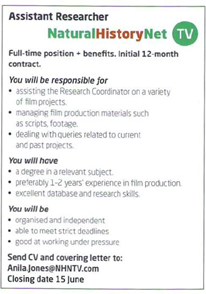 Assistant Researcher
NaturalHistoryNet TV
Full-time position + benefits. Initial 12-month
contract.
You will be responsible for
• assisting the Research Coordinator on a variety
of film projects.
• managing film production materials such
as scripts, footage.
• dealing with queries related to current
and past projects.
You will have
• a degree in a relevant subject.
• preferably 1–2 years' experience in film production.
• excellent database and research skills.
You will be
• organised and independent
• able to meet strict deadlines
• good at working under pressure
Send CV and covering letter to:
Anila.Jones@NHNTV.com
Closing date 15 June